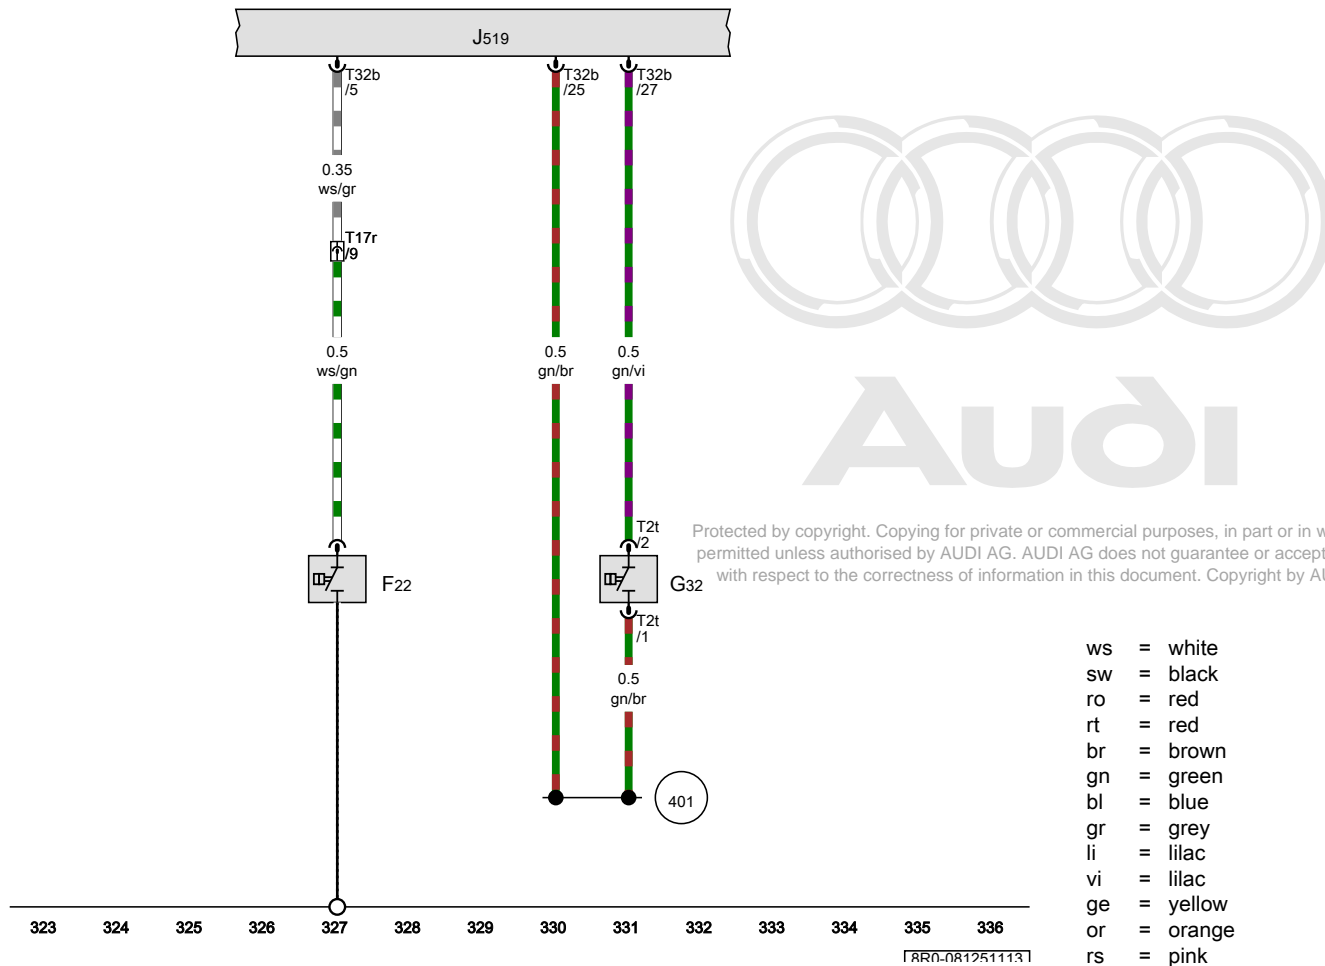 J519
T32b
/5
T32b
/25
T32b
/27
0.35
ws/gr
T17r
/9
0.5
ws/gn
0.5
gn/br
0.5
gn/vi
Audi
T2t
/2
Protected by copyright. Copying for private or commercial purposes, in part or in
permitted unless authorised by AUDI AG. AUDI AG does not guarantee or accept
with respect to the correctness of information in this document. Copyright by
F22
G32
T2t
/1
0.5
gn/br
401
ws = white
sw = black
ro = red
rt = red
br = brown
gn = green
bl = blue
gr = grey
li = lilac
vi = lilac
ge = yellow
or = orange
rs = pink
323 324 325 326 327 328 329 330 331 332 333 334 335 336
8R0-081251113